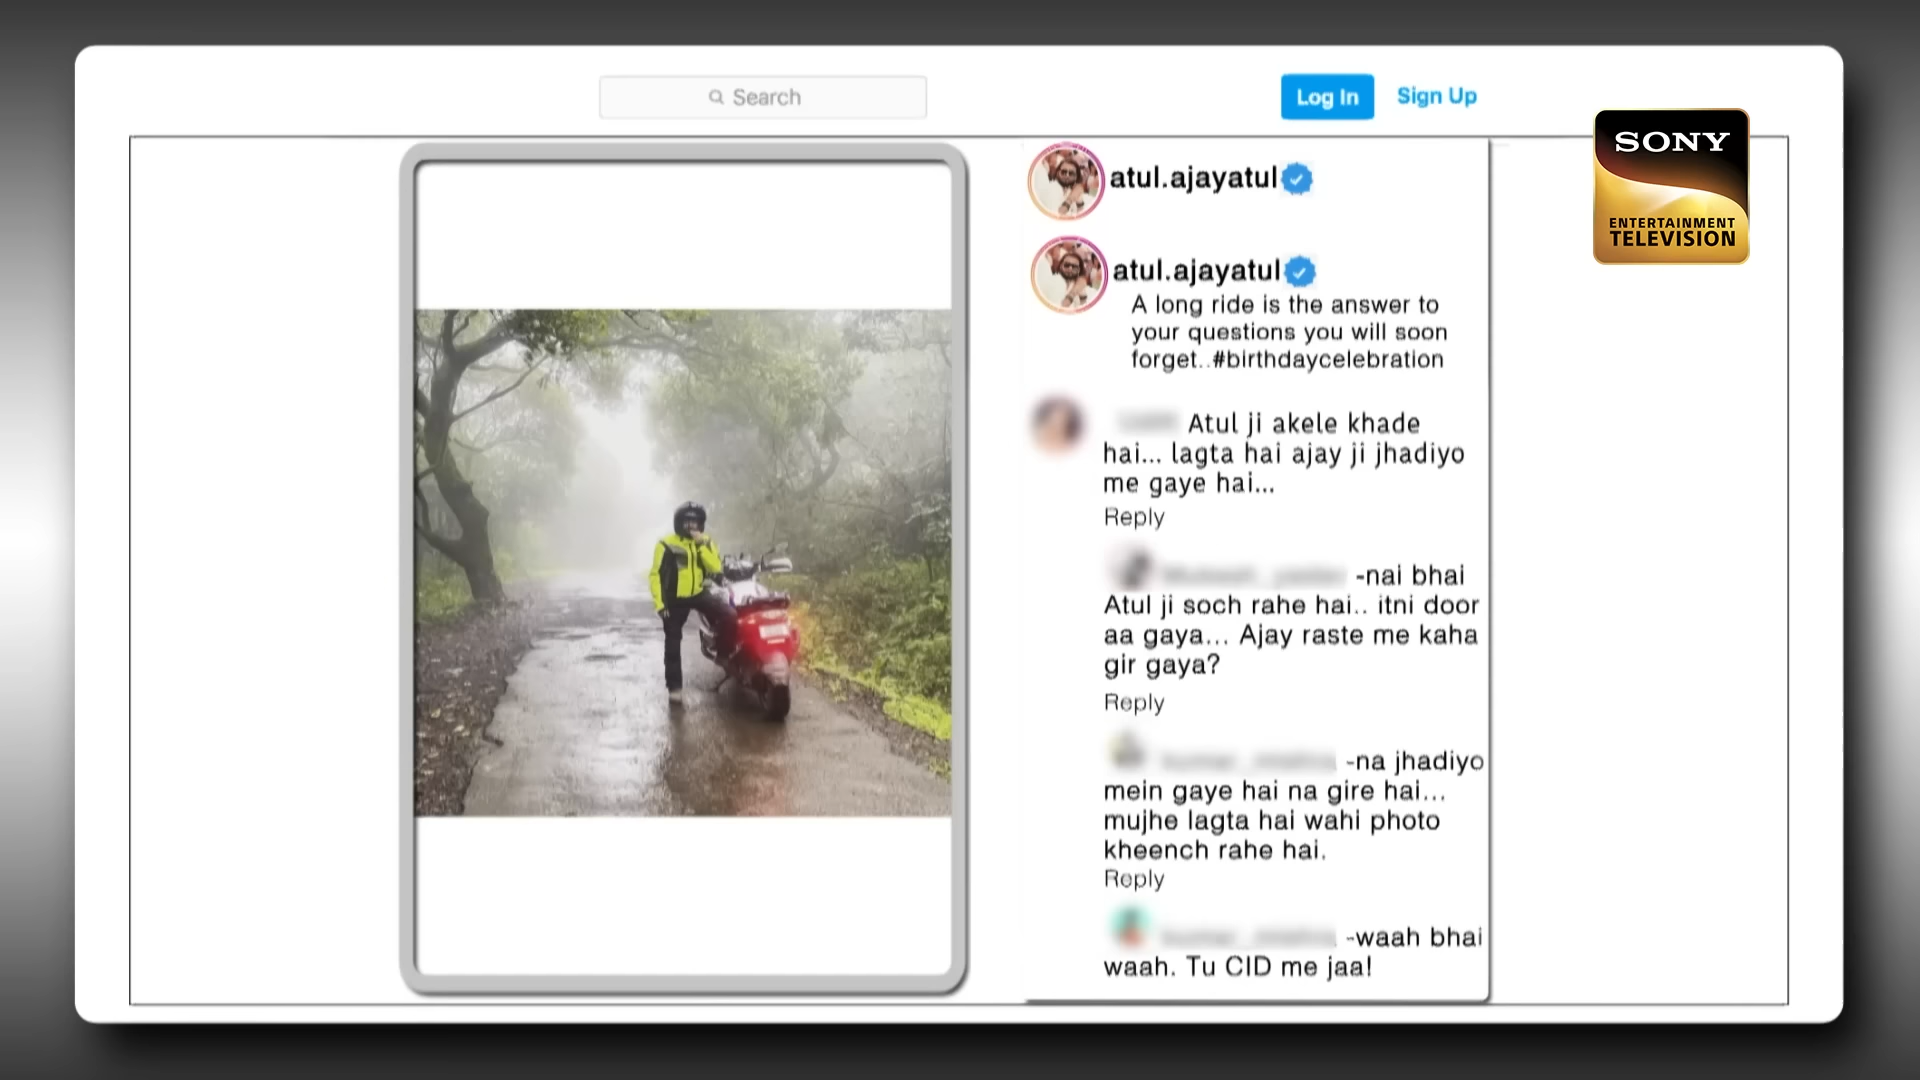 Search
Log In
Sign Up
SONY
ENTERTAINMENT
TELEVISION
atul.ajayatul
atul.ajayatul
A long ride is the answer to
your questions you will soon
forget..#birthdaycelebration
Atul ji akele khade
hai... lagta hai ajay ji jhadiyo
me gaye hai...
Reply
-nai bhai
Atul ji soch rahe hai.. itni door
aa gaya... Ajay raste me kaha
gir gaya?
Reply
-na jhadiyo
mein gaye hai na gire hai...
mujhe lagta hai wahi photo
kheench rahe hai.
Reply
-waah bhai
waah. Tu CID me jaa!